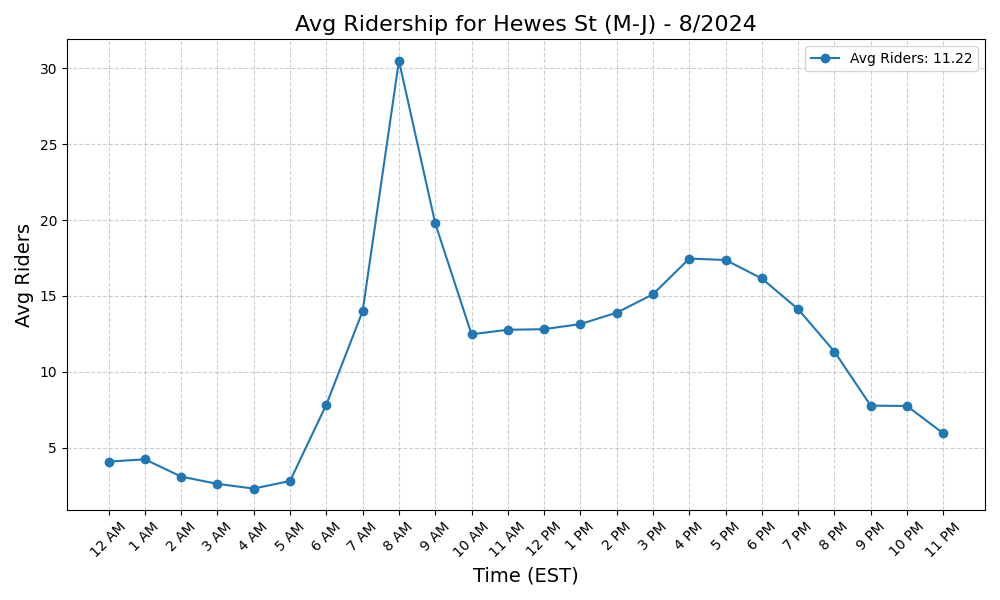 Avg Ridership for Hewes St (M-J) - 8/2024
Avg Riders: 11.22
Avg Riders
30
25
20
15
10
5
12 AM
1 AM
2 AM
3 AM
4 AM
5 AM
6 AM
7 AM
8 AM
9 AM
10 AM
11 AM
12 PM
1 PM
2 PM
3 PM
4 PM
5 PM
6 PM
7 PM
8 PM
9 PM
10 PM
11 PM
Time (EST)